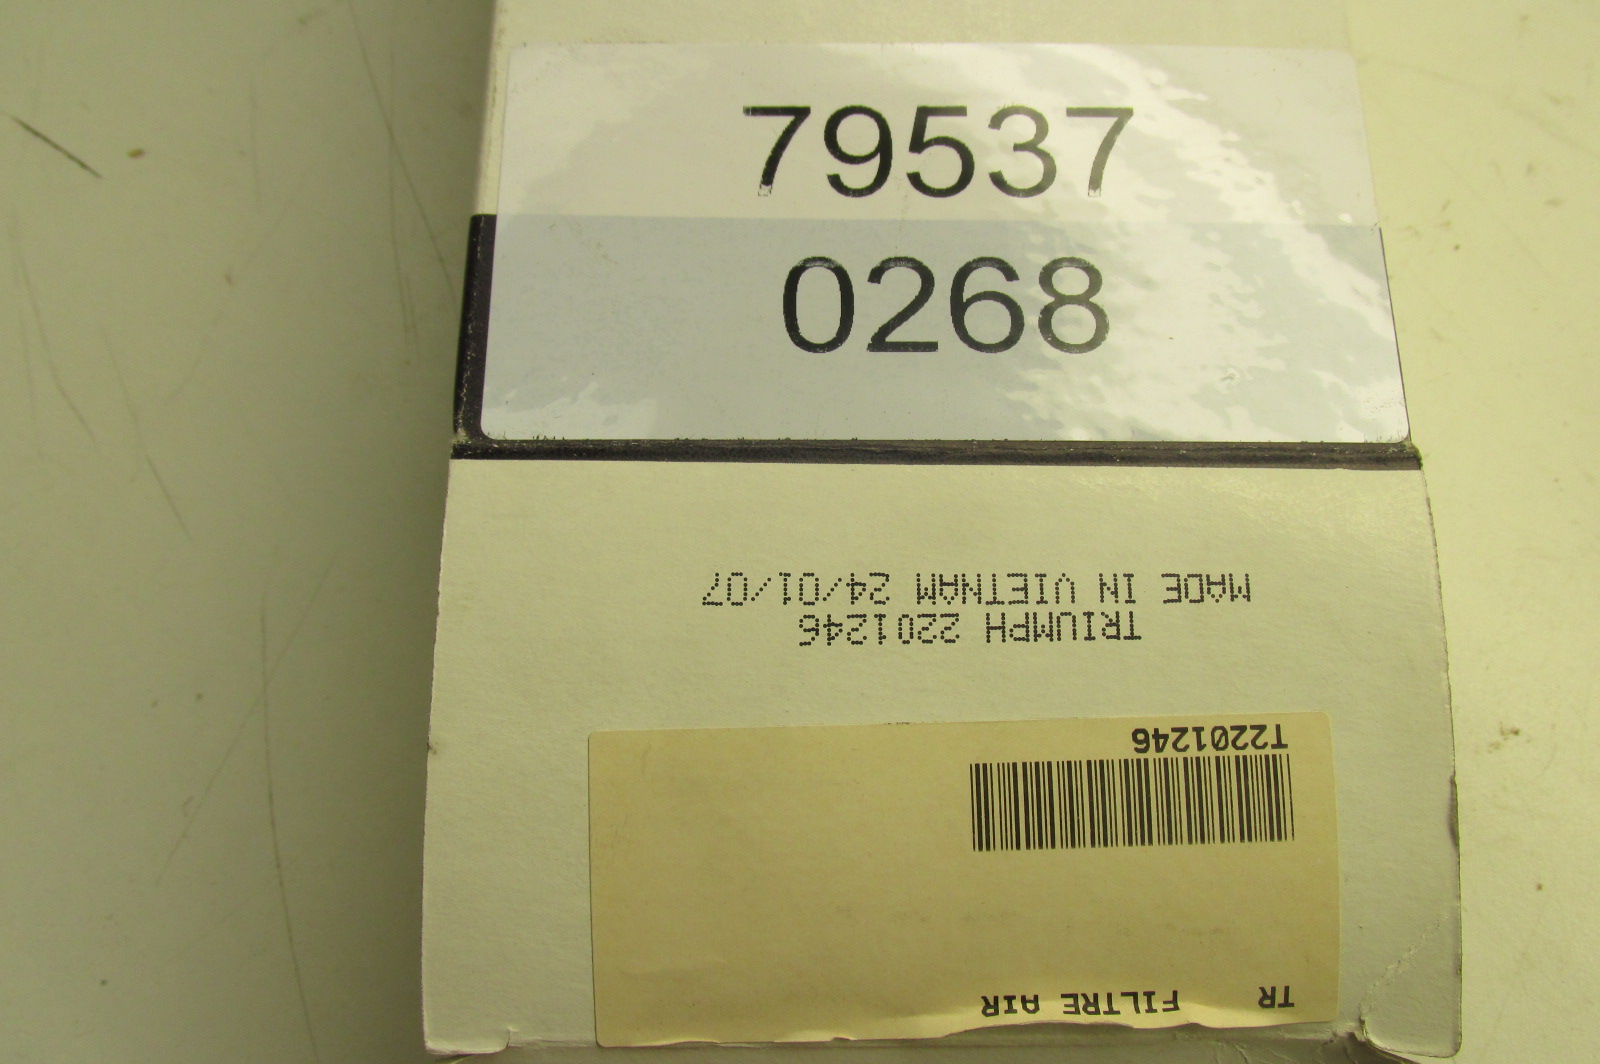 79537
0268
TRIUMPH 2201246
MADE IN VIETNAM 24/01/07
TR FILTRE AIR
T2201246